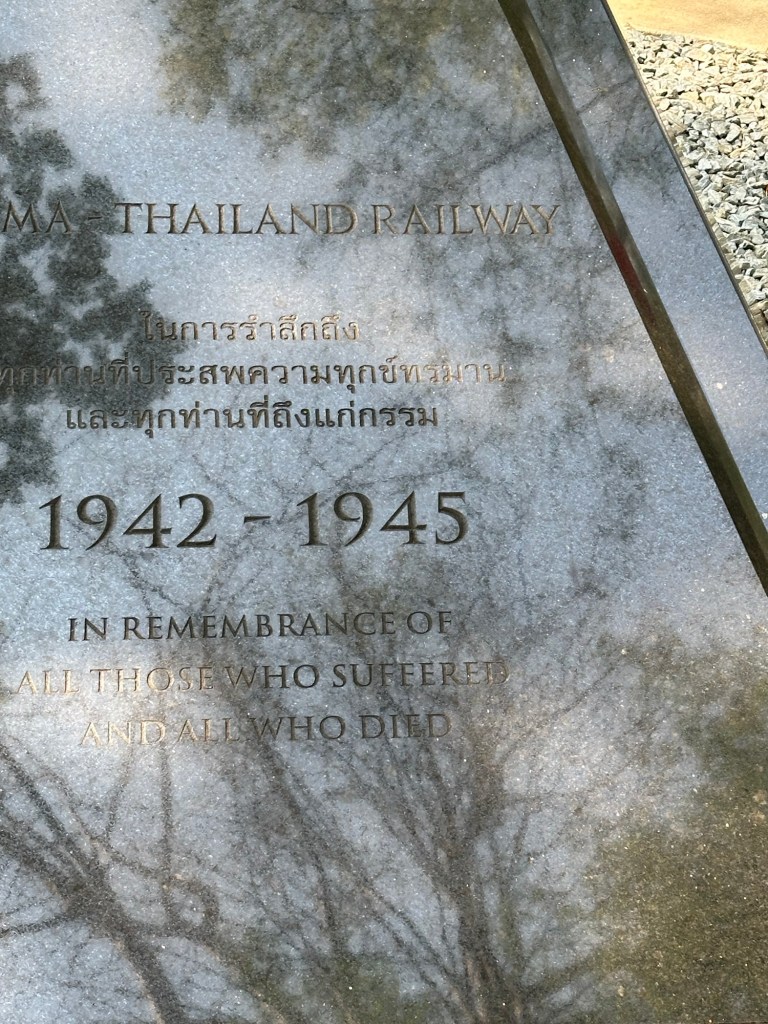 MA - THAILAND RAILWAY
ในการรำลึกถึง
ทุกท่านที่ประสพความทุกข์ทรมาน
และทุกท่านที่ถึงแก่กรรม
1942 - 1945
IN REMEMBRANCE OF
ALL THOSE WHO SUFFERED
AND ALL WHO DIED